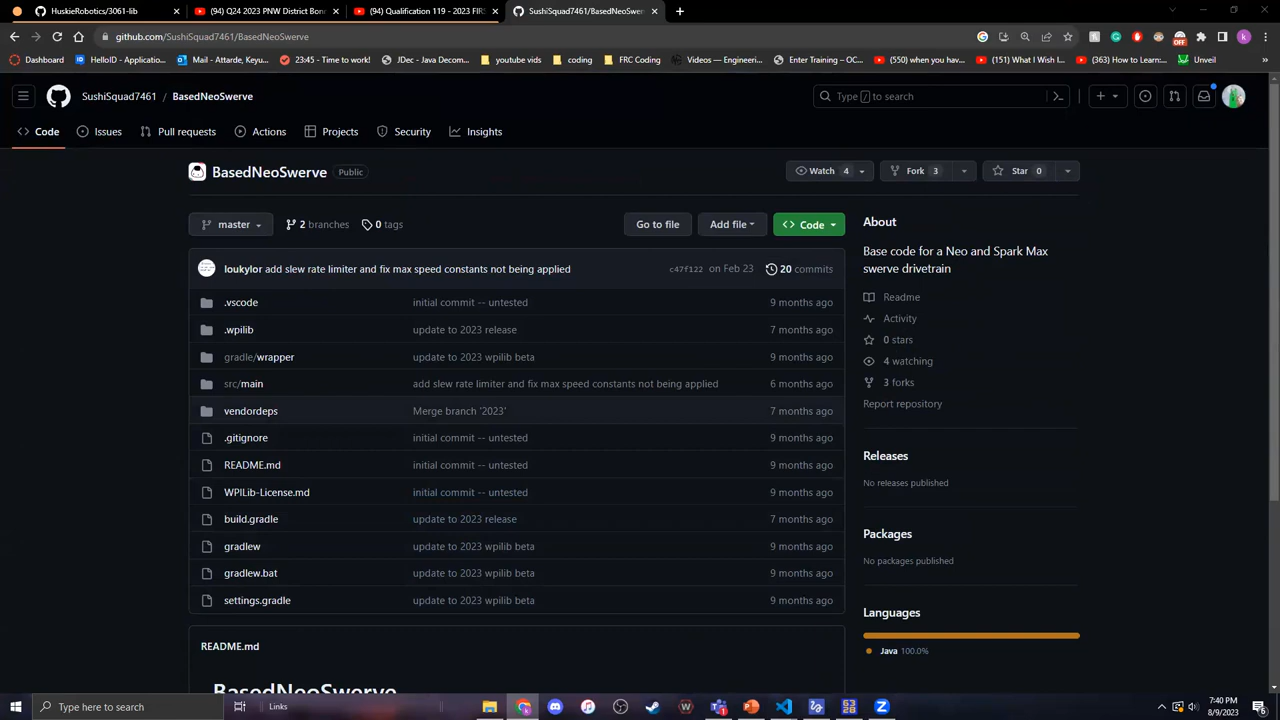 HuskieRobotics/3061-lib
(94) Q24 2023 PNW District Bonn
(94) Qualification 119 - 2023 FIRS
SushiSquad7461/BasedNeoSwerv
github.com/SushiSquad7461/BasedNeoSwerve
Dashboard
HelloID - Applicatio...
Mail - Attarde, Keyu...
23:45 - Time to work!
JDec - Java Decom...
youtube vids
coding
FRC Coding
Videos — Engineeri...
Enter Training – OC...
(550) when you hav...
(151) What I Wish I...
(363) How to Learn:...
Unveil
OFF
k
SushiSquad7461 / BasedNeoSwerve
Type / to search
Code
Issues
Pull requests
Actions
Projects
Security
Insights
BasedNeoSwerve Public
Watch 4
Fork 3
Star 0
master
2 branches
0 tags
Go to file
Add file
Code
loukylor add slew rate limiter and fix max speed constants not being applied c47f122 on Feb 23 20 commits
.vscode initial commit -- untested 9 months ago
.wpilib update to 2023 release 7 months ago
gradle/wrapper update to 2023 wpilib beta 9 months ago
src/main add slew rate limiter and fix max speed constants not being applied 6 months ago
vendordeps Merge branch '2023' 7 months ago
.gitignore initial commit -- untested 9 months ago
README.md initial commit -- untested 9 months ago
WPILib-License.md initial commit -- untested 9 months ago
build.gradle update to 2023 release 7 months ago
gradlew update to 2023 wpilib beta 9 months ago
gradlew.bat update to 2023 wpilib beta 9 months ago
settings.gradle update to 2023 wpilib beta 9 months ago
README.md
BasedNeoSwerve
About
Base code for a Neo and Spark Max
swerve drivetrain
Readme
Activity
0 stars
4 watching
3 forks
Report repository
Releases
No releases published
Packages
No packages published
Languages
Java 100.0%
Type here to search
Links
7:40 PM
8/9/2023